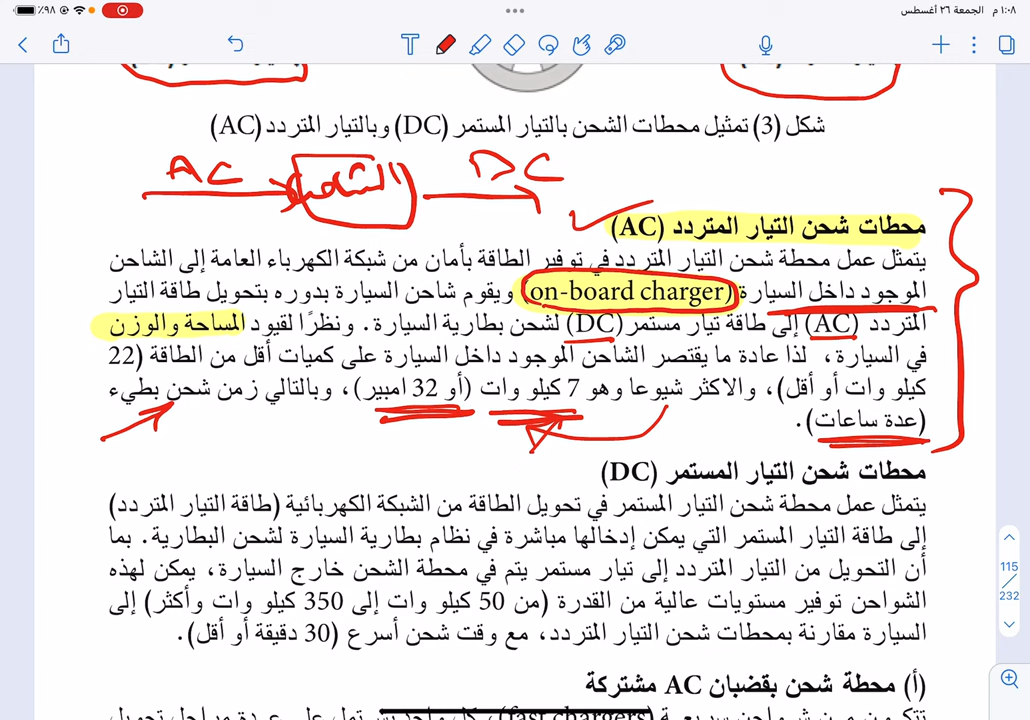 ١:٠٨ م الجمعة ٢٦ أغسطس
٩٨٪
شكل (3) تمثيل محطات الشحن بالتيار المستمر (DC) وبالتيار المتردد (AC)
AC الشاحن DC
محطات شحن التيار المتردد (AC)
يتمثل عمل محطة شحن التيار المتردد في توفير الطاقة بأمان من شبكة الكهرباء العامة إلى الشاحن
الموجود داخل السيارة (on-board charger) ويقوم شاحن السيارة بدوره بتحويل طاقة التيار
المتردد (AC) إلى طاقة تيار مستمر (DC) لشحن بطارية السيارة. ونظرًا لقيود المساحة والوزن
في السيارة، لذا عادة ما يقتصر الشاحن الموجود داخل السيارة على كميات أقل من الطاقة (22
كيلو وات أو أقل)، والاكثر شيوعا وهو 7 كيلو وات (أو 32 امبير)، وبالتالي زمن شحن بطيء
(عدة ساعات).
محطات شحن التيار المستمر (DC)
يتمثل عمل محطة شحن التيار المستمر في تحويل الطاقة من الشبكة الكهربائية (طاقة التيار المتردد)
إلى طاقة التيار المستمر التي يمكن إدخالها مباشرة في نظام بطارية السيارة لشحن البطارية. بما
أن التحويل من التيار المتردد إلى تيار مستمر يتم في محطة الشحن خارج السيارة، يمكن لهذه
الشواحن توفير مستويات عالية من القدرة (من 50 كيلو وات إلى 350 كيلو وات وأكثر) إلى
السيارة مقارنة بمحطات شحن التيار المتردد، مع وقت شحن أسرع (30 دقيقة أو أقل).
(أ) محطة شحن بقضبان AC مشتركة
(fast chargers)، كل واحد يشتمل على عدة مراحل تحويل
115
232